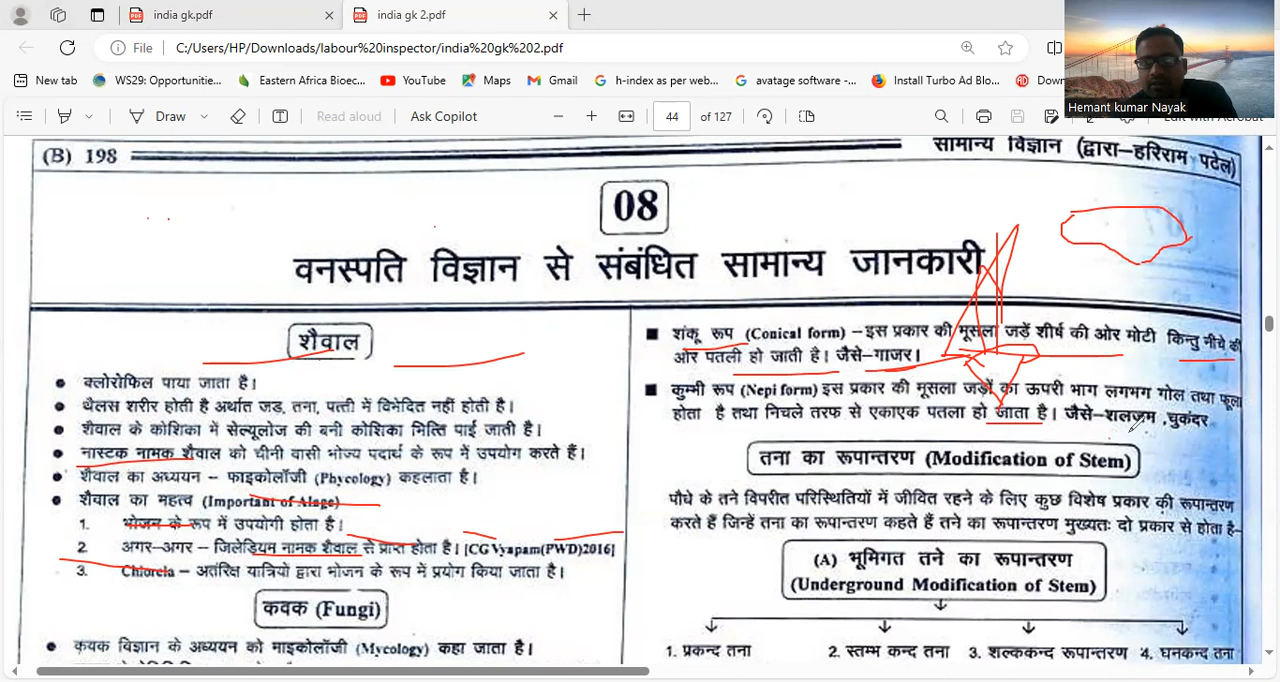 india gk.pdf
india gk 2.pdf
File
C:/Users/HP/Downloads/labour%20inspector/india%20gk%202.pdf
New tab
WS29: Opportunitie...
Eastern Africa Bioec...
YouTube
Maps
Gmail
h-index as per web...
avatage software -...
Install Turbo Ad Blo...
Hemant kumar Nayak
Draw
Read aloud
Ask Copilot
44
of 127
(B) 198
सामान्य विज्ञान (द्वारा–हरिराम पटेल)
08
वनस्पति विज्ञान से संबंधित सामान्य जानकारी
शैवाल
क्लोरोफिल पाया जाता है।
थैलस शरीर होती है अर्थात जड, तना, पत्ती में विभेदित नहीं होती है।
शैवाल के कोशिका में सेल्यूलोज की बनी कोशिका भित्ति पाई जाती है।
नास्टक नामक शैवाल को चीनी वासी भोज्य पदार्थ के रूप में उपयोग करते हैं।
शैवाल का अध्ययन – फाइकोलॉजी (Phycology) कहलाता है।
शैवाल का महत्व (Important of Alage)
1. भोजन के रूप में उपयोगी होता है।
2. अगर–अगर – जिलेडियम नामक शैवाल से प्राप्त होता है। [CG Vyapam(PWD)2016]
3. Chlorela – अतंरिक्ष यात्रियों द्वारा भोजन के रूप में प्रयोग किया जाता है।
कवक (Fungi)
कवक विज्ञान के अध्ययन को माइकोलॉजी (Mycology) कहा जाता है।
शंकू रूप (Conical form) – इस प्रकार की मूसला जड़ें शीर्ष की ओर मोटी किन्तु नीचे की
ओर पतली हो जाती है। जैसे–गाजर।
कुम्भी रूप (Nepi form) इस प्रकार की मूसला जड़ों का ऊपरी भाग लगभग गोल तथा फूला
होता है तथा निचले तरफ से एकाएक पतला हो जाता है। जैसे–शलजम ,चुकंदर
तना का रूपान्तरण (Modification of Stem)
पौधे के तने विपरीत परिस्थितियों में जीवित रहने के लिए कुछ विशेष प्रकार की रूपान्तरण
करते हैं जिन्हें तना का रूपान्तरण कहते हैं तने का रूपान्तरण मुख्यतः दो प्रकार से होता है–
(A) भूमिगत तने का रूपान्तरण
(Underground Modification of Stem)
1. प्रकन्द तना 2. स्तम्भ कन्द तना 3. शल्ककन्द रूपान्तरण 4. घनकन्द तना